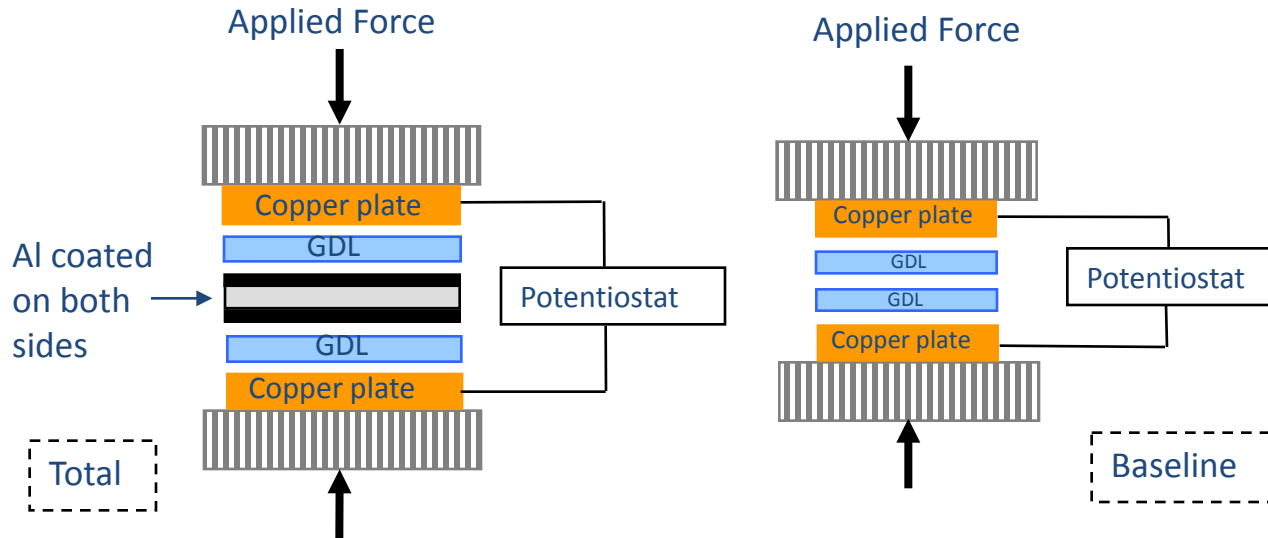 Applied Force
Copper plate
GDL
Al coated
on both
sides
GDL
Copper plate
Potentiostat
Total
Applied Force
Copper plate
GDL
GDL
Copper plate
Potentiostat
Baseline